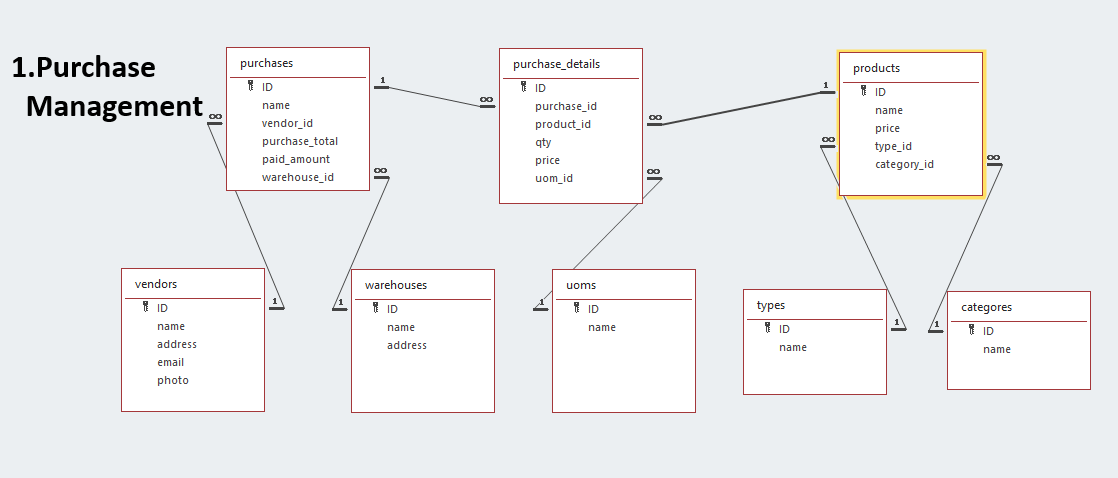 1.Purchase
Management
purchases
ID
name
vendor_id
purchase_total
paid_amount
warehouse_id
1
∞
∞
∞
purchase_details
ID
purchase_id
product_id
qty
price
uom_id
∞
∞
1
∞
∞
products
ID
name
price
type_id
category_id
vendors
ID
name
address
email
photo
1
1
warehouses
ID
name
address
1
uoms
ID
name
types
ID
name
1
1
categores
ID
name